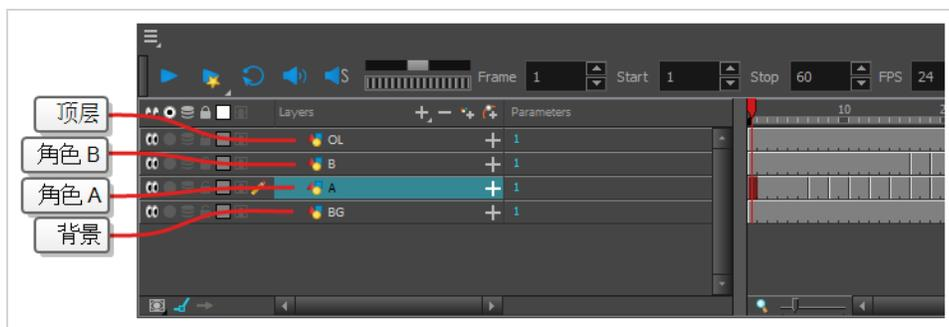 Frame 1 Start 1 Stop 60 FPS 24
Layers Parameters 10
顶层 OL 1
角色 B B 1
角色 A A 1
背景 BG 1